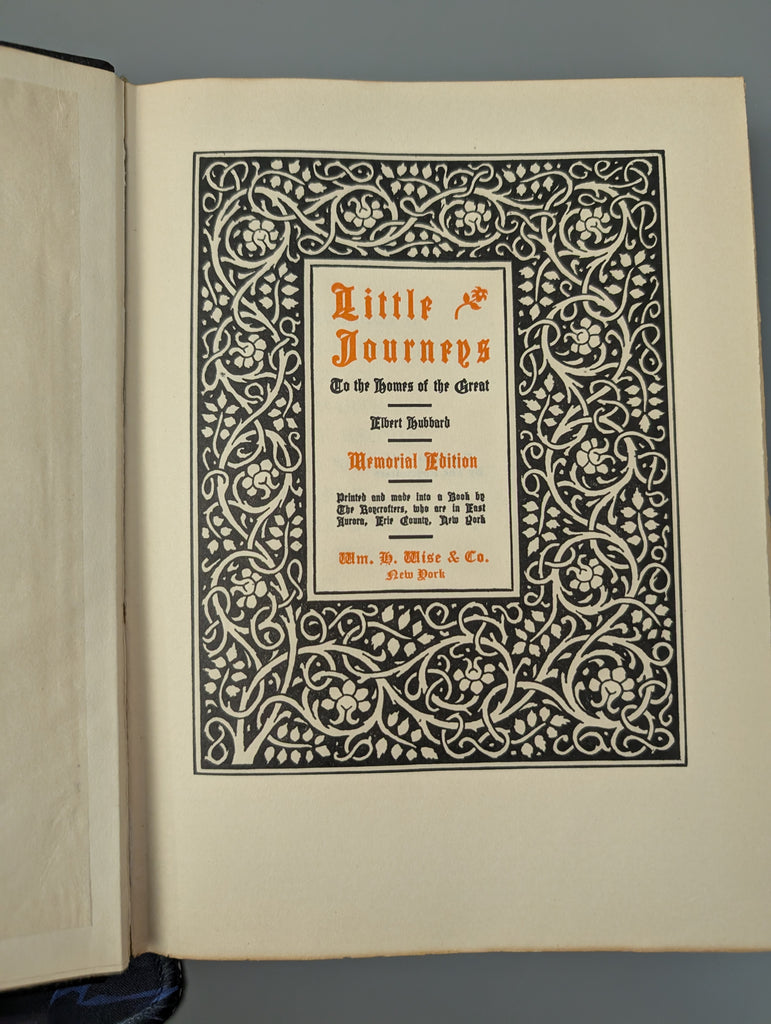 Little
Journeys
To the Homes of the Great
Elbert Hubbard
Memorial Edition
Printed and made into a Book by
The Roycrofters, who are in East
Aurora, Erie County, New York
Wm. H. Wise & Co.
New York